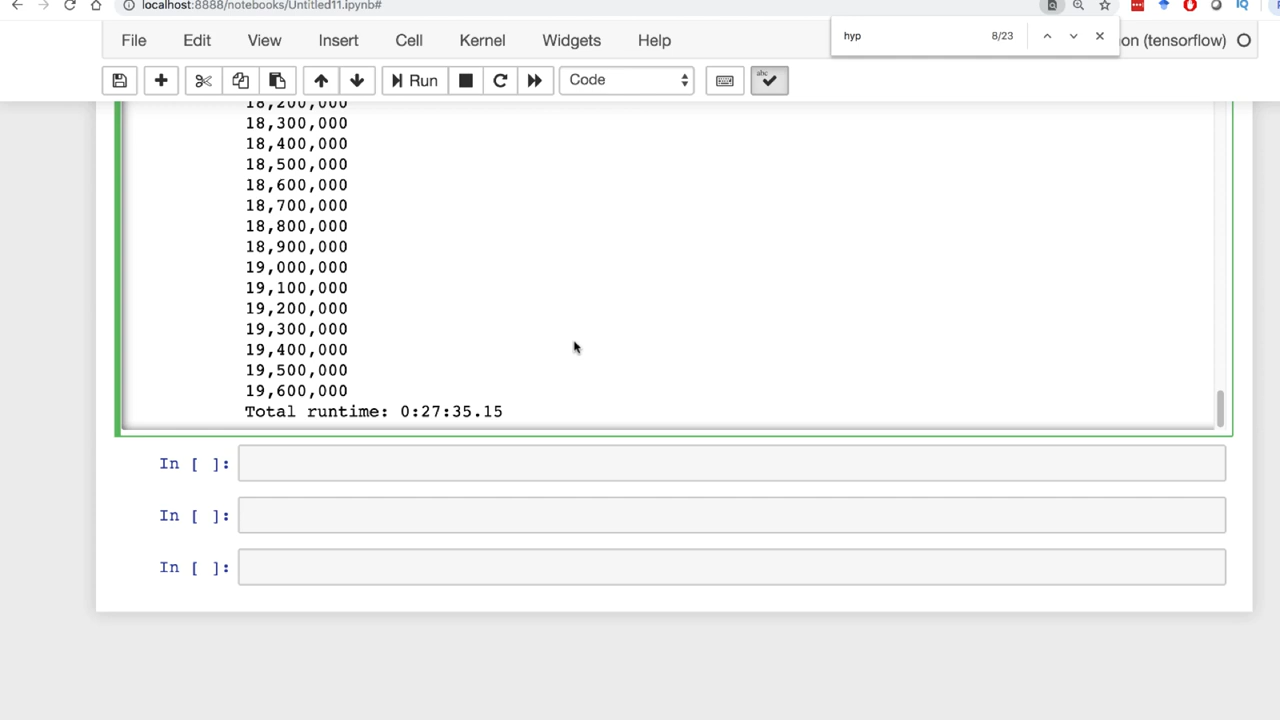 localhost:8888/notebooks/Untitled11.ipynb#
hyp 8/23
File Edit View Insert Cell Kernel Widgets Help on (tensorflow)
Run Code
18,200,000
18,300,000
18,400,000
18,500,000
18,600,000
18,700,000
18,800,000
18,900,000
19,000,000
19,100,000
19,200,000
19,300,000
19,400,000
19,500,000
19,600,000
Total runtime: 0:27:35.15
In [ ]:
In [ ]:
In [ ]: